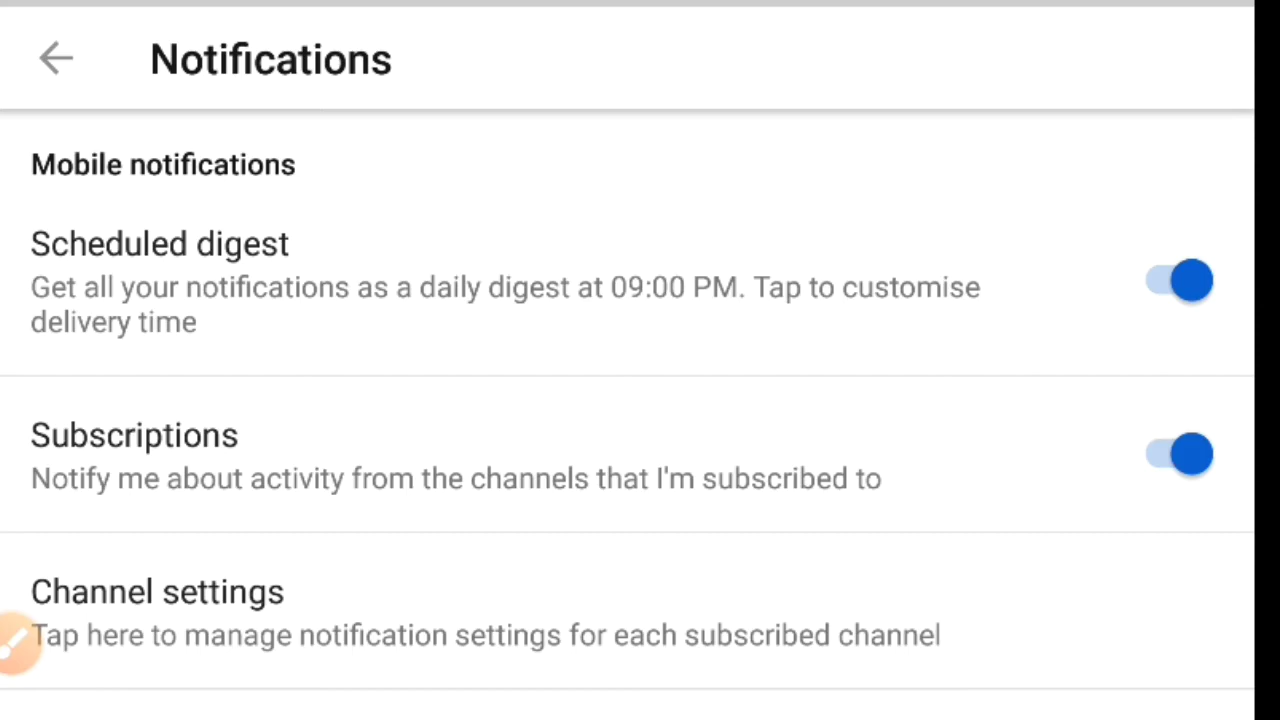 Notifications
Mobile notifications
Scheduled digest
Get all your notifications as a daily digest at 09:00 PM. Tap to customise
delivery time
Subscriptions
Notify me about activity from the channels that I'm subscribed to
Channel settings
Tap here to manage notification settings for each subscribed channel